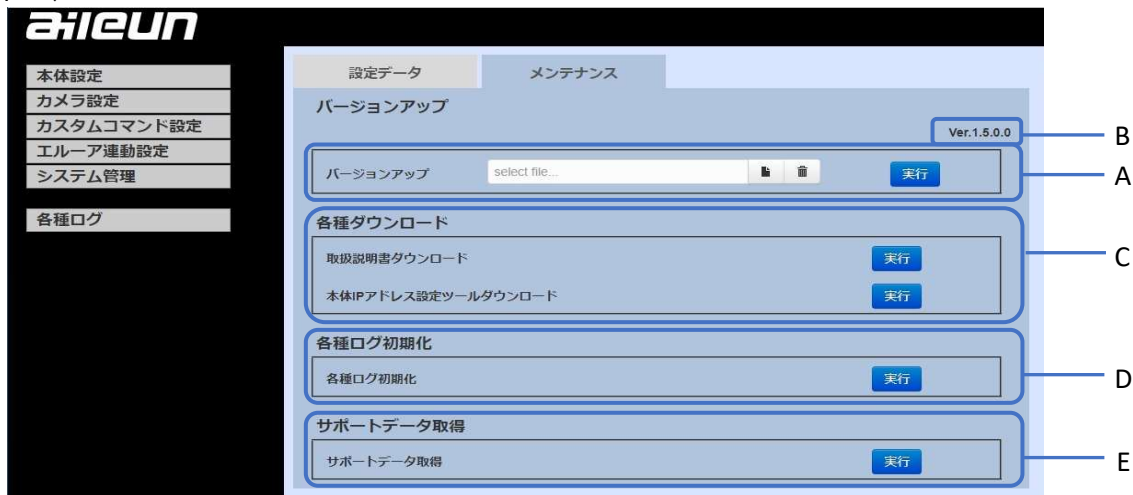 aileun
本体設定
カメラ設定
カスタムコマンド設定
エルーア連動設定
システム管理
各種ログ
設定データ メンテナンス
バージョンアップ
Ver.1.5.0.0
B
バージョンアップ select file... 実行
A
各種ダウンロード
取扱説明書ダウンロード 実行
C
本体IPアドレス設定ツールダウンロード 実行
各種ログ初期化
各種ログ初期化 実行
D
サポートデータ取得
サポートデータ取得 実行
E